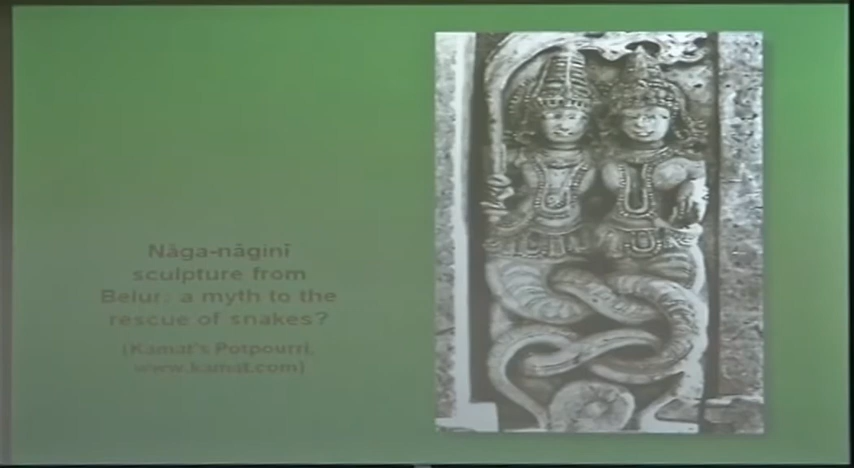 Nāga-nāginī
sculpture from
Belur: a myth to the
rescue of snakes?
(Kamat's Potpourri,
www.kamat.com)